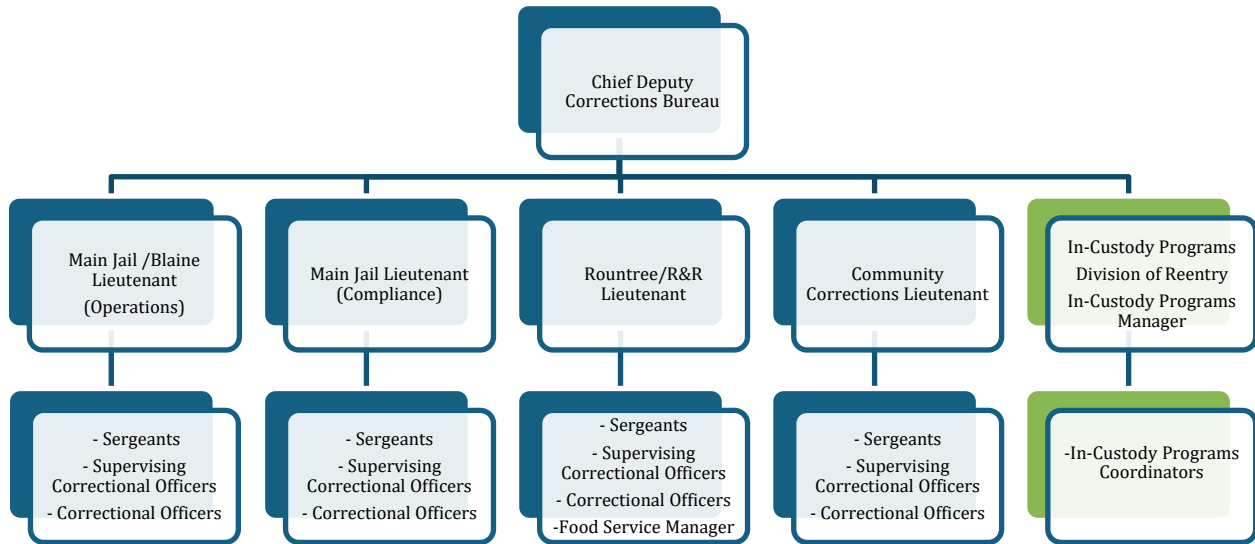 Chief Deputy
Corrections Bureau
Main Jail /Blaine
Lieutenant
(Operations)
Main Jail Lieutenant
(Compliance)
Rountree/R&R
Lieutenant
Community
Corrections Lieutenant
In-Custody Programs
Division of Reentry
In-Custody Programs
Manager
- Sergeants
- Supervising
Correctional Officers
- Correctional Officers
- Sergeants
- Supervising
Correctional Officers
- Correctional Officers
- Sergeants
- Supervising
Correctional Officers
- Correctional Officers
-Food Service Manager
- Sergeants
- Supervising
Correctional Officers
- Correctional Officers
-In-Custody Programs
Coordinators